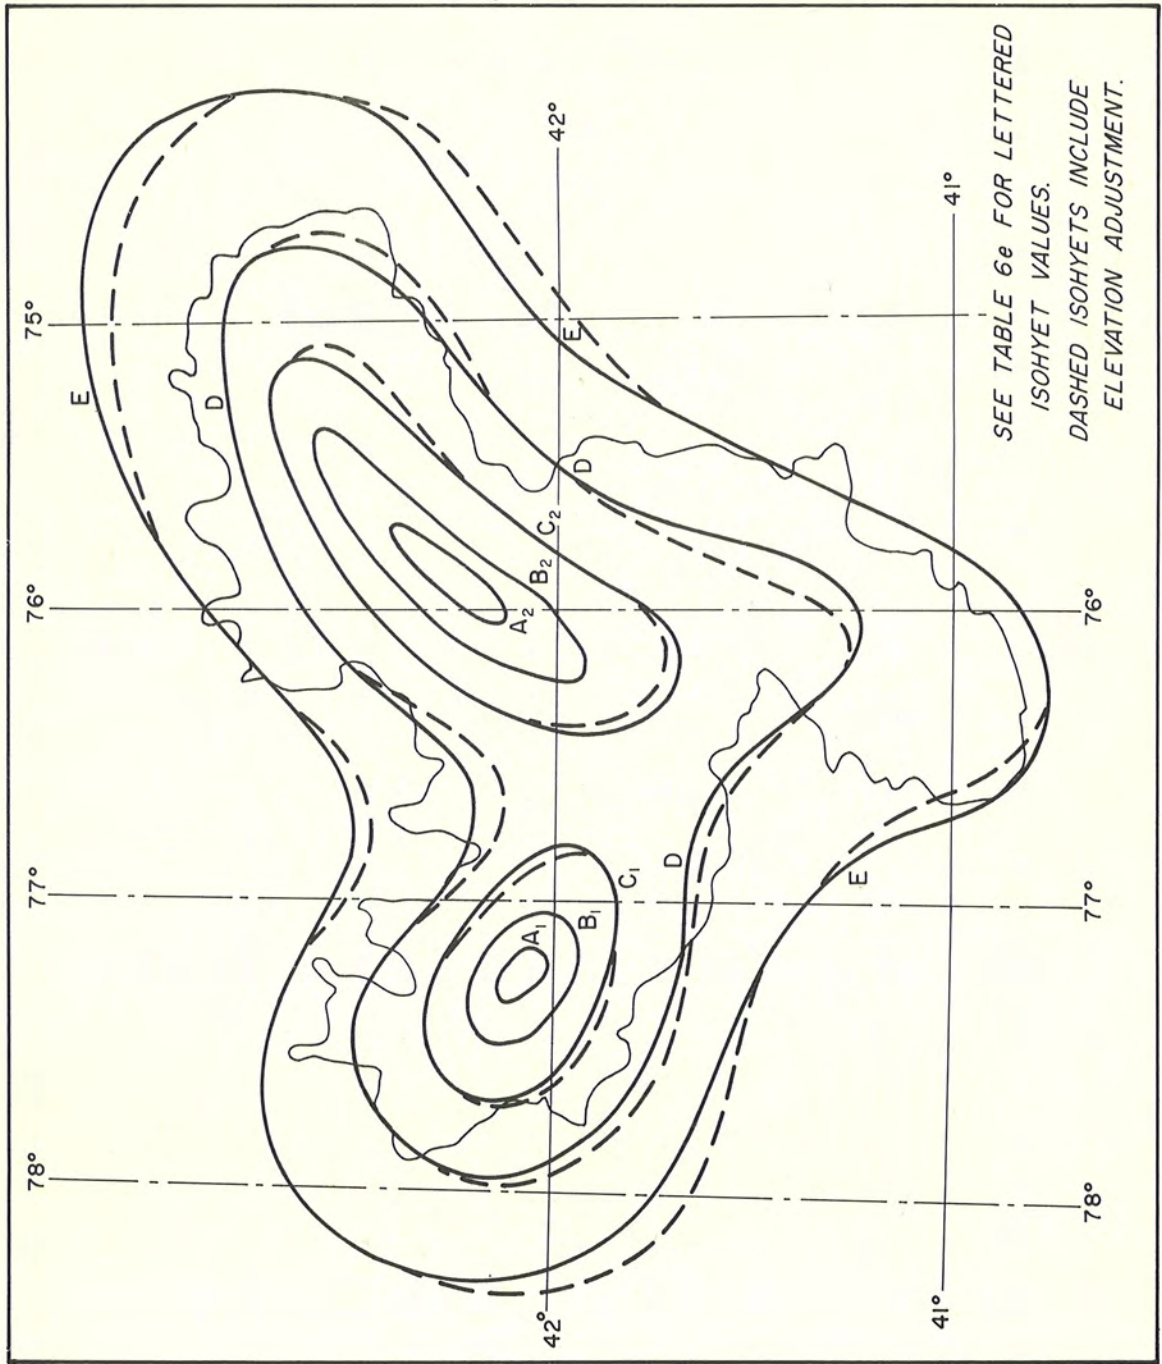 78°
77°
76°
75°
E
D
42°
A₁
B₁
C₁
D
E
A₂
B₂
C₂
D
E
42°
41°
41°
78°
77°
76°
SEE TABLE 6e FOR LETTERED
ISOHYET VALUES.
DASHED ISOHYETS INCLUDE
ELEVATION ADJUSTMENT.